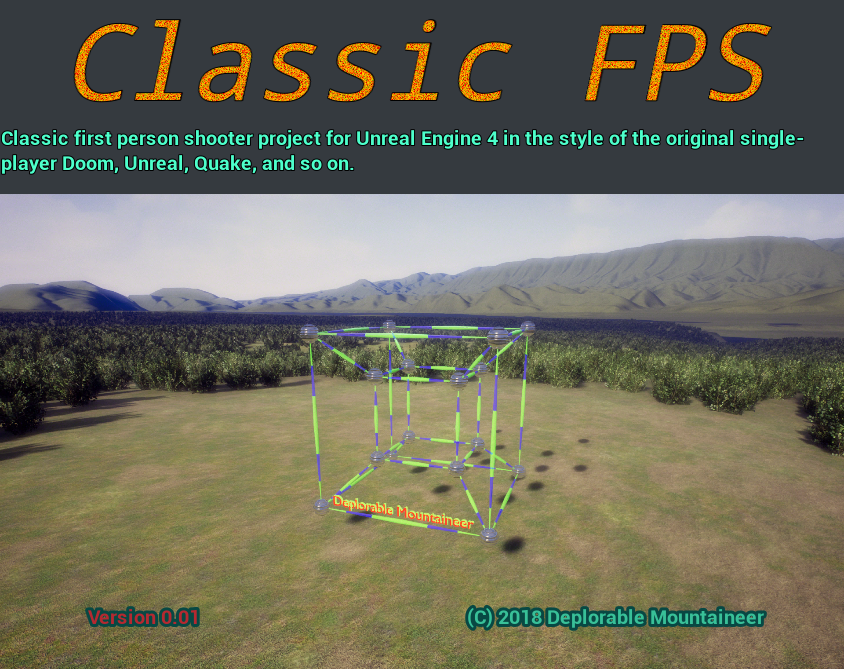 Classic FPS
Classic first person shooter project for Unreal Engine 4 in the style of the original single-
player Doom, Unreal, Quake, and so on.
Deplorable Mountaineer
Version 0.01
(C) 2018 Deplorable Mountaineer